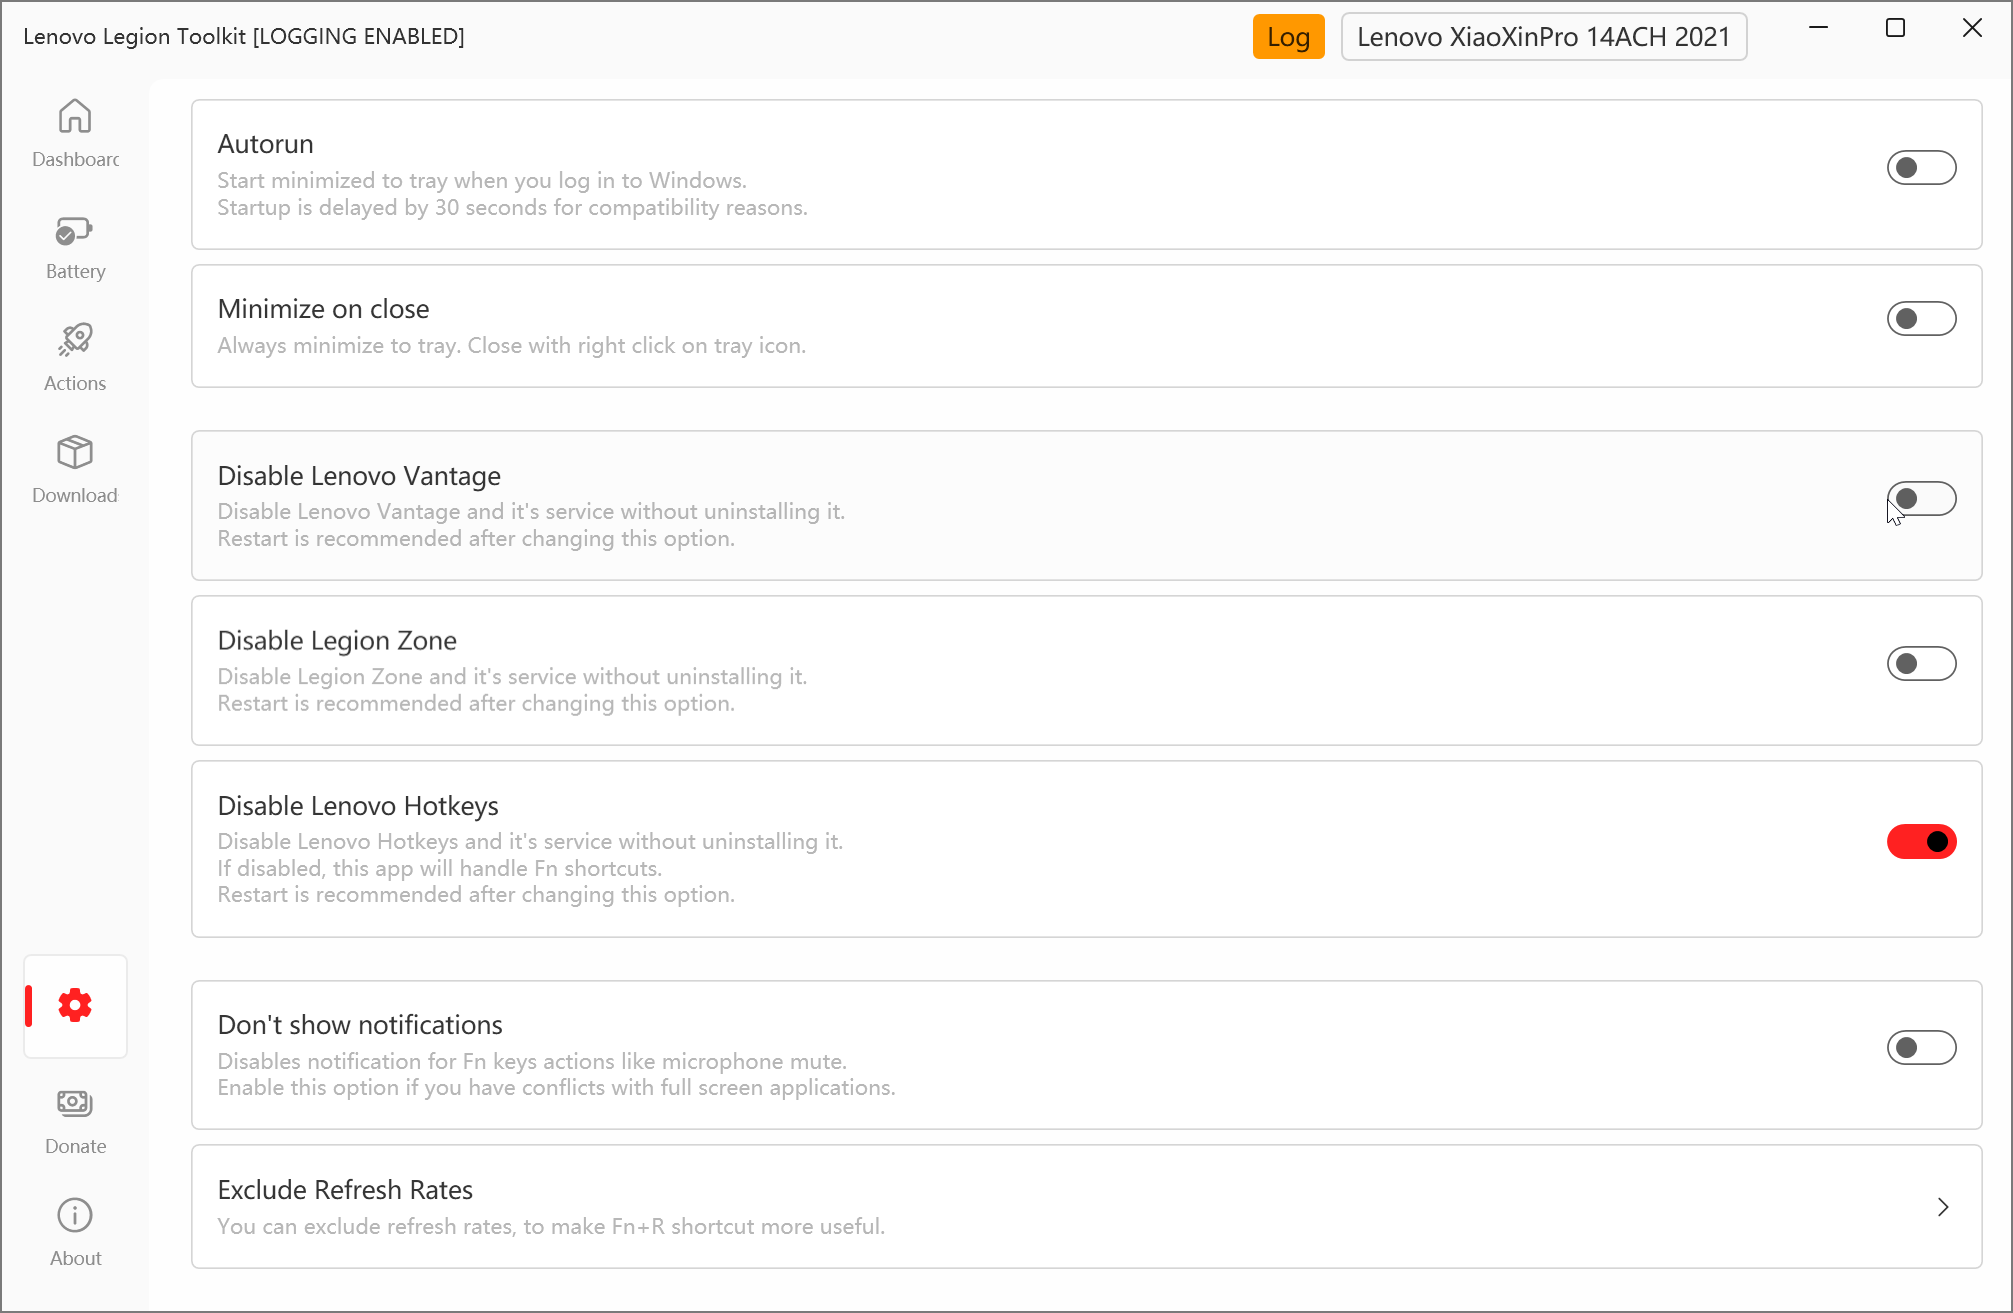 Lenovo Legion Toolkit [LOGGING ENABLED]
Log
Lenovo XiaoXinPro 14ACH 2021
Dashboard
Battery
Actions
Download
Donate
About
Autorun
Start minimized to tray when you log in to Windows.
Startup is delayed by 30 seconds for compatibility reasons.
Minimize on close
Always minimize to tray. Close with right click on tray icon.
Disable Lenovo Vantage
Disable Lenovo Vantage and it's service without uninstalling it.
Restart is recommended after changing this option.
Disable Legion Zone
Disable Legion Zone and it's service without uninstalling it.
Restart is recommended after changing this option.
Disable Lenovo Hotkeys
Disable Lenovo Hotkeys and it's service without uninstalling it.
If disabled, this app will handle Fn shortcuts.
Restart is recommended after changing this option.
Don't show notifications
Disables notification for Fn keys actions like microphone mute.
Enable this option if you have conflicts with full screen applications.
Exclude Refresh Rates
You can exclude refresh rates, to make Fn+R shortcut more useful.